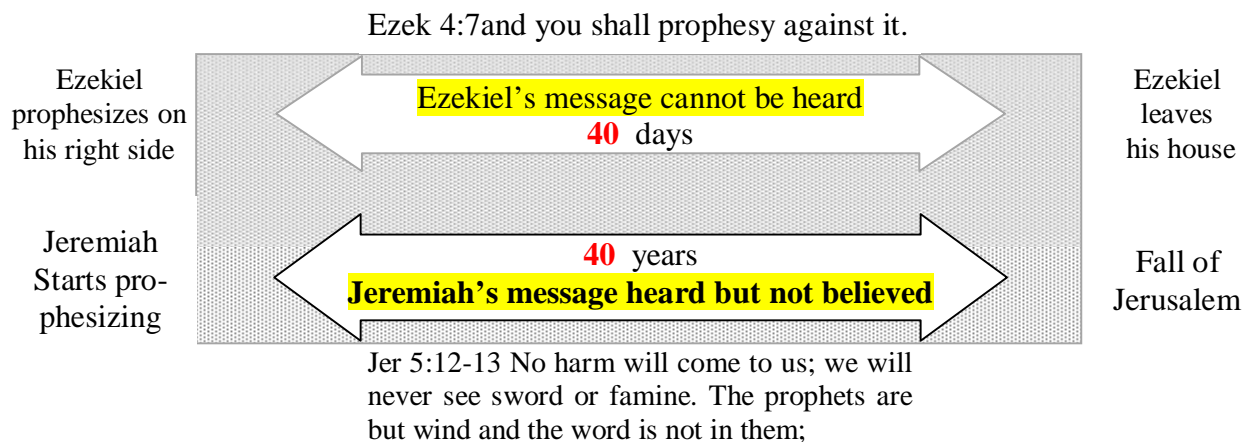 Ezek 4:7and you shall prophesy against it.
Ezekiel
prophesizes on
his right side
Ezekiel's message cannot be heard
40 days
Ezekiel
leaves
his house
Jeremiah
Starts pro-
phesizing
40 years
Jeremiah's message heard but not believed
Fall of
Jerusalem
Jer 5:12-13 No harm will come to us; we will
never see sword or famine. The prophets are
but wind and the word is not in them;